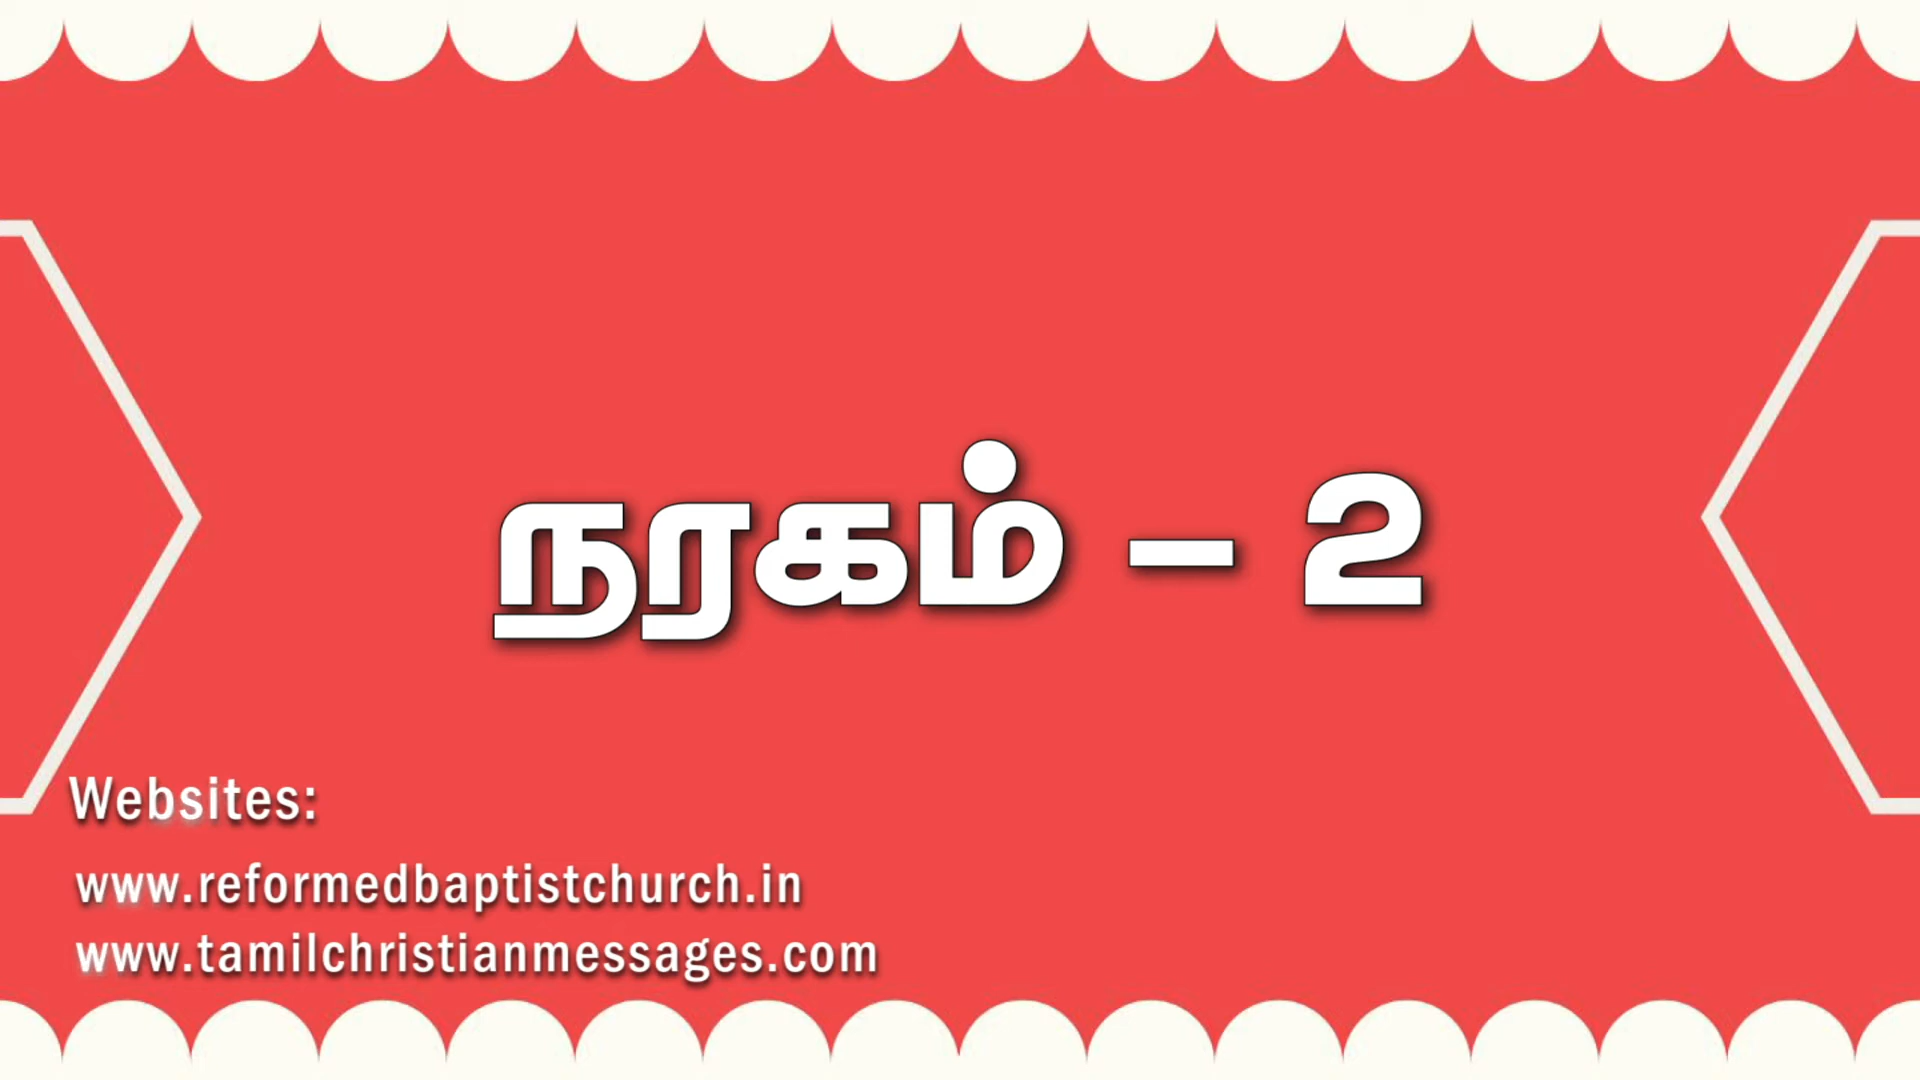 நரகம் – 2
Websites:
www.reformedbaptistchurch.in
www.tamilchristianmessages.com